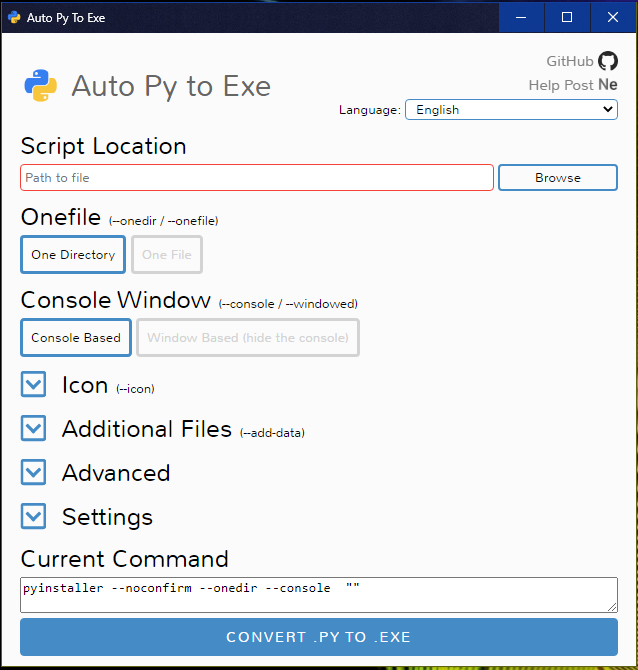 Auto Py To Exe
GitHub
Auto Py to Exe
Help Post Ne
Language: English
Script Location
Path to file Browse
Onefile (--onedir / --onefile)
One Directory One File
Console Window (--console / --windowed)
Console Based Window Based (hide the console)
Icon (--icon)
Additional Files (--add-data)
Advanced
Settings
Current Command
pyinstaller --noconfirm --onedir --console  ""
CONVERT .PY TO .EXE